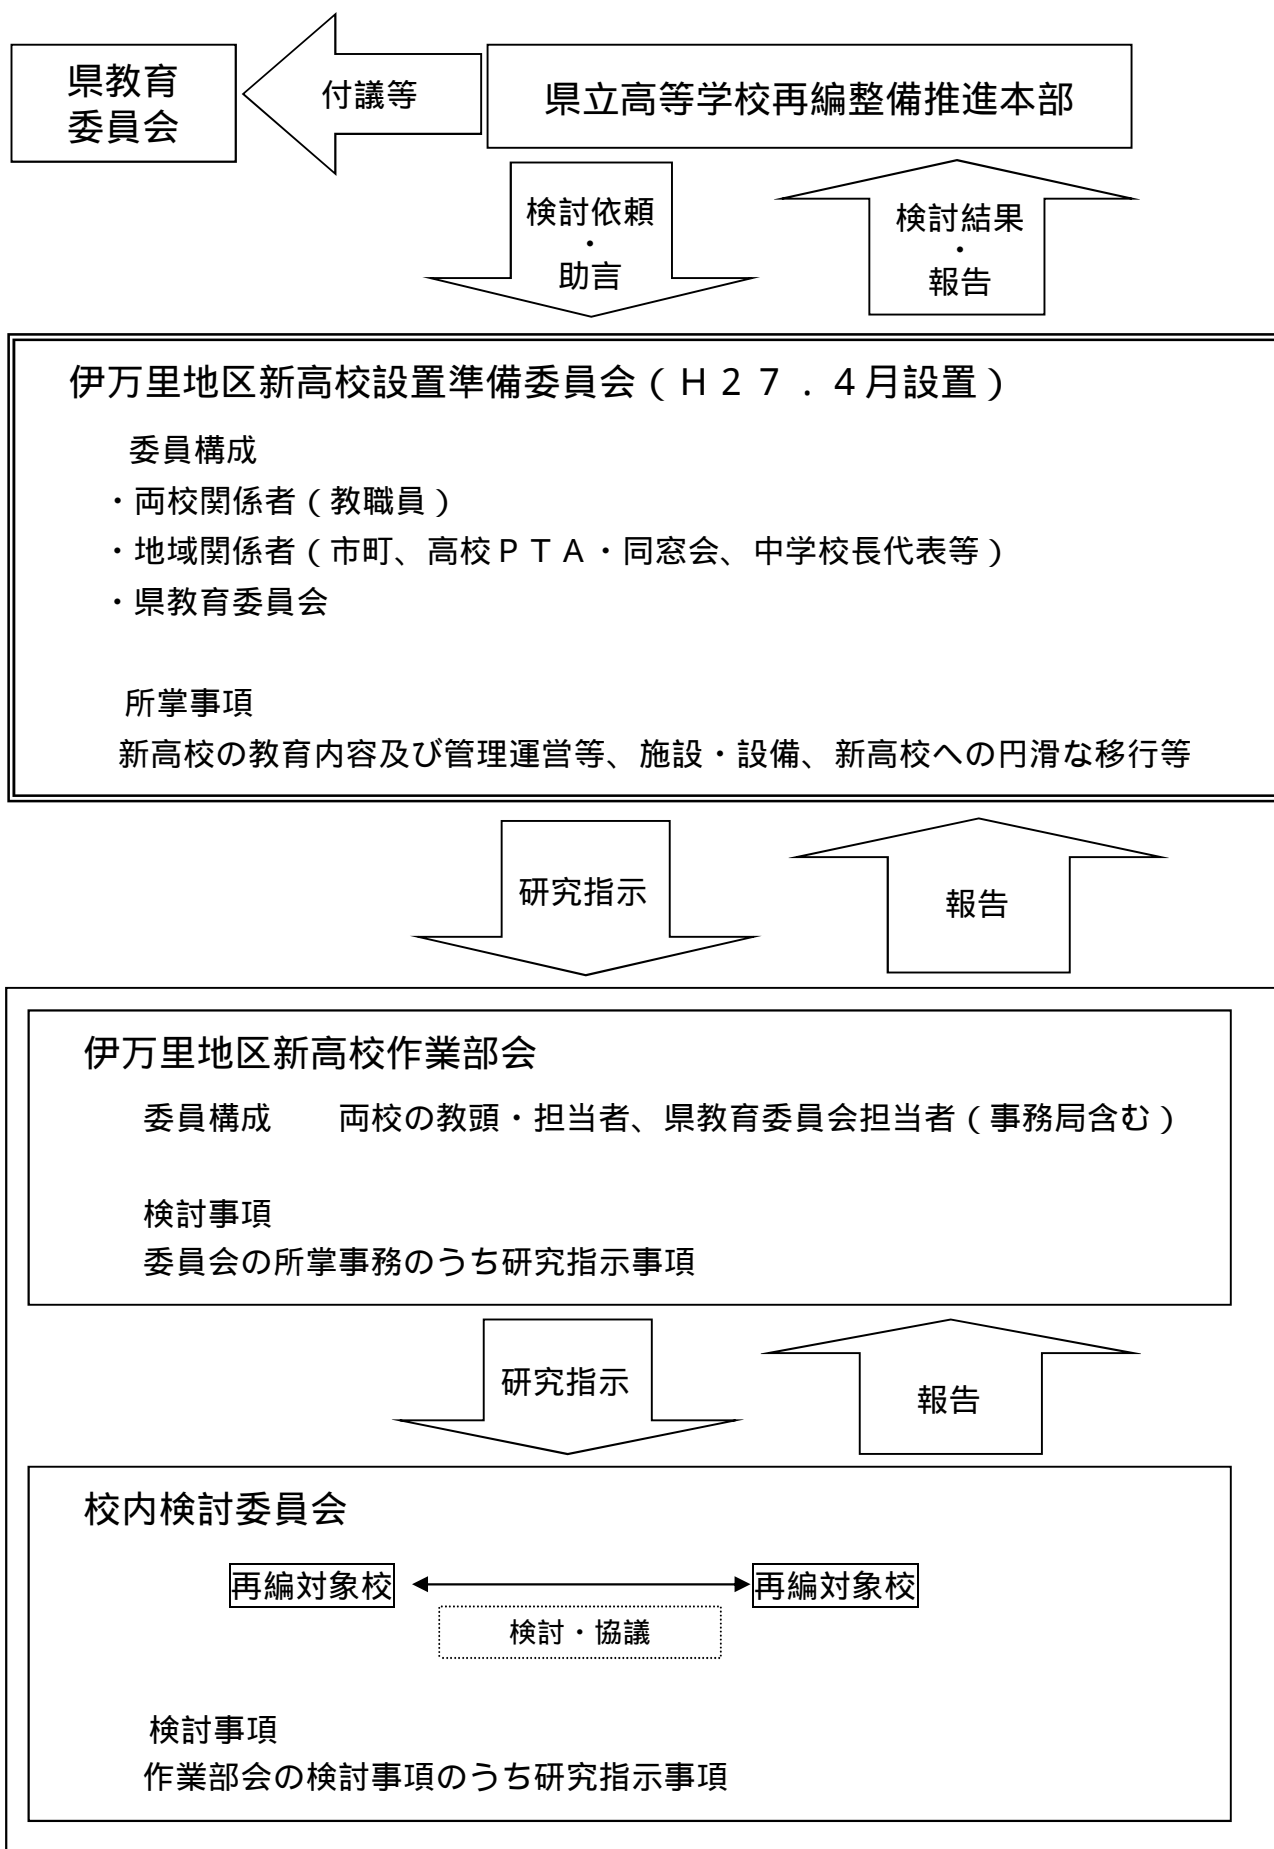 県教育
委員会
付議等
県立高等学校再編整備推進本部
検討依頼
・
助言
検討結果
・
報告
伊万里地区新高校設置準備委員会（Ｈ２７．４月設置）
委員構成
・両校関係者（教職員）
・地域関係者（市町、高校ＰＴＡ・同窓会、中学校長代表等）
・県教育委員会
所掌事項
新高校の教育内容及び管理運営等、施設・設備、新高校への円滑な移行等
研究指示
報告
伊万里地区新高校作業部会
委員構成　　両校の教頭・担当者、県教育委員会担当者（事務局含む）
検討事項
委員会の所掌事務のうち研究指示事項
研究指示
報告
校内検討委員会
再編対象校
再編対象校
検討・協議
検討事項
作業部会の検討事項のうち研究指示事項